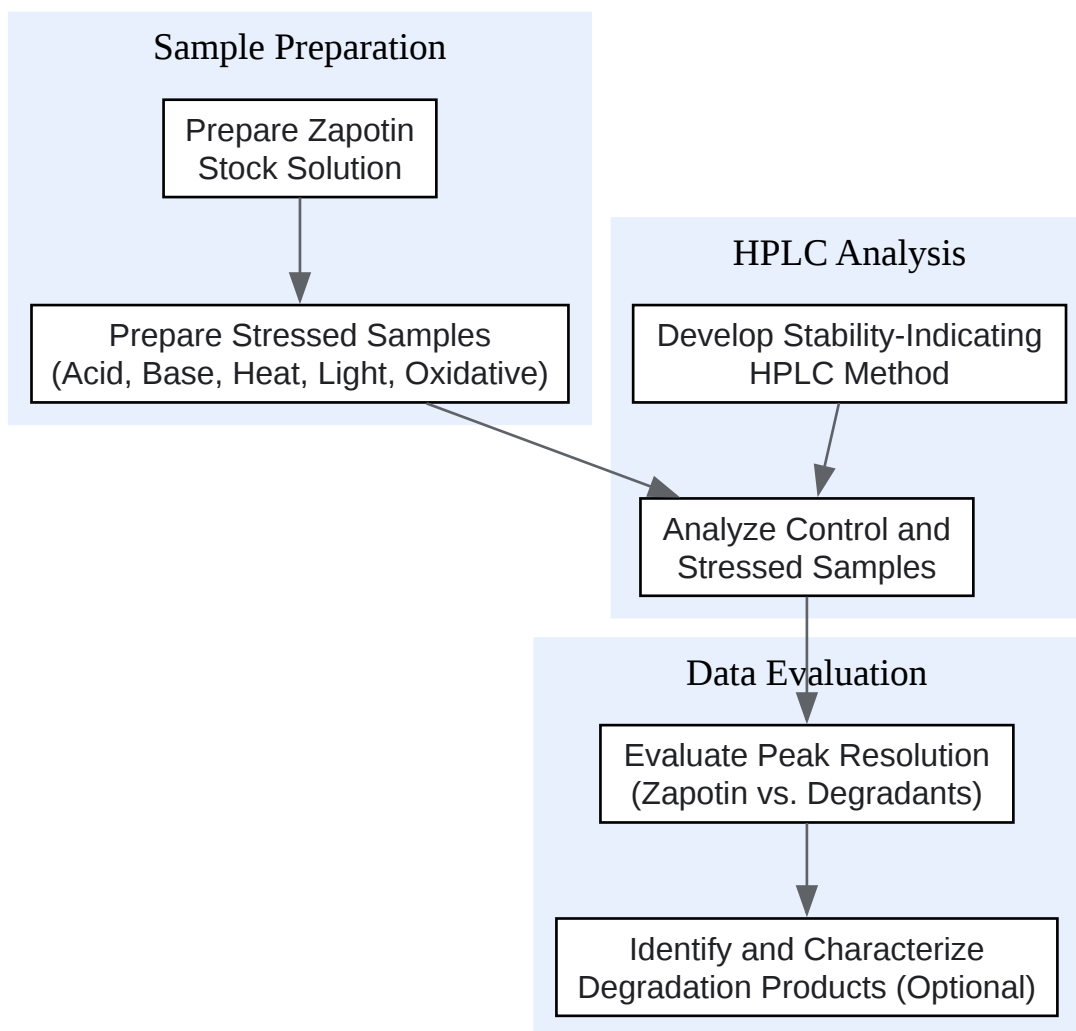 Sample Preparation
Prepare Zapotin
Stock Solution
Prepare Stressed Samples
(Acid, Base, Heat, Light, Oxidative)
HPLC Analysis
Develop Stability-Indicating
HPLC Method
Analyze Control and
Stressed Samples
Data Evaluation
Evaluate Peak Resolution
(Zapotin vs. Degradants)
Identify and Characterize
Degradation Products (Optional)